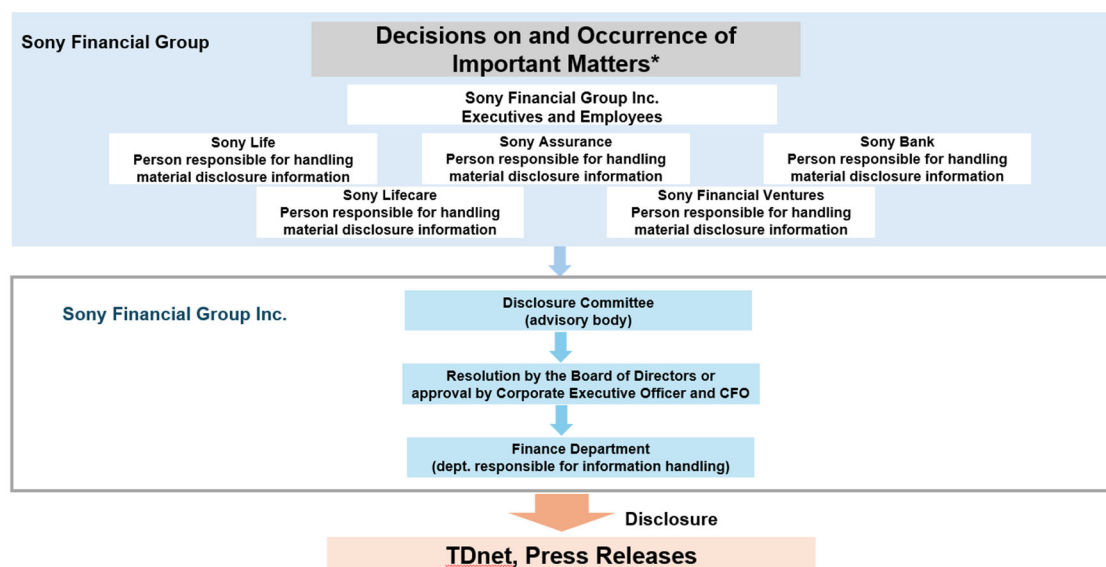 Sony Financial Group
Decisions on and Occurrence of
Important Matters*
Sony Financial Group Inc.
Executives and Employees
Sony Life
Person responsible for handling
material disclosure information
Sony Assurance
Person responsible for handling
material disclosure information
Sony Bank
Person responsible for handling
material disclosure information
Sony Lifecare
Person responsible for handling
material disclosure information
Sony Financial Ventures
Person responsible for handling
material disclosure information
Sony Financial Group Inc.
Disclosure Committee
(advisory body)
Resolution by the Board of Directors or
approval by Corporate Executive Officer and CFO
Finance Department
(dept. responsible for information handling)
Disclosure
TDnet, Press Releases